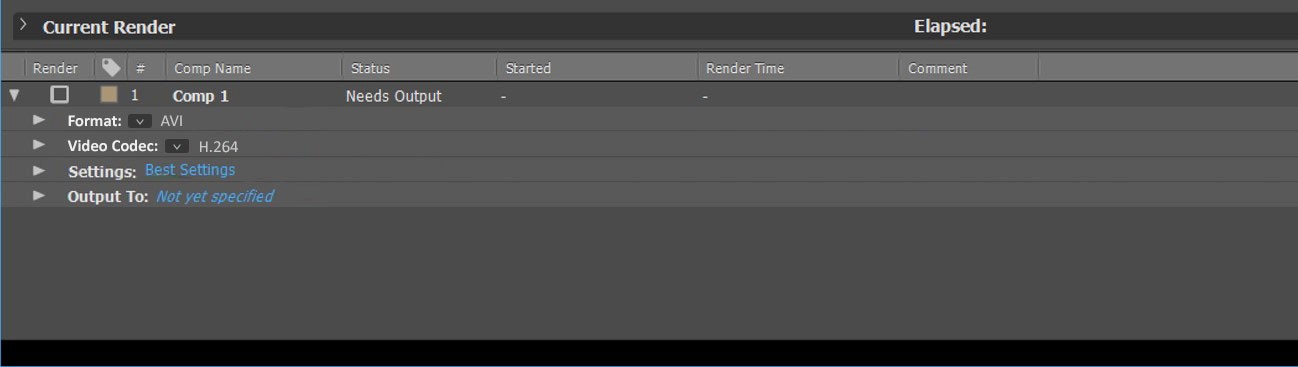 Current Render Elapsed:
Render # Comp Name Status Started Render Time Comment
1 Comp 1 Needs Output - -
Format: AVI
Video Codec: H.264
Settings: Best Settings
Output To: Not yet specified